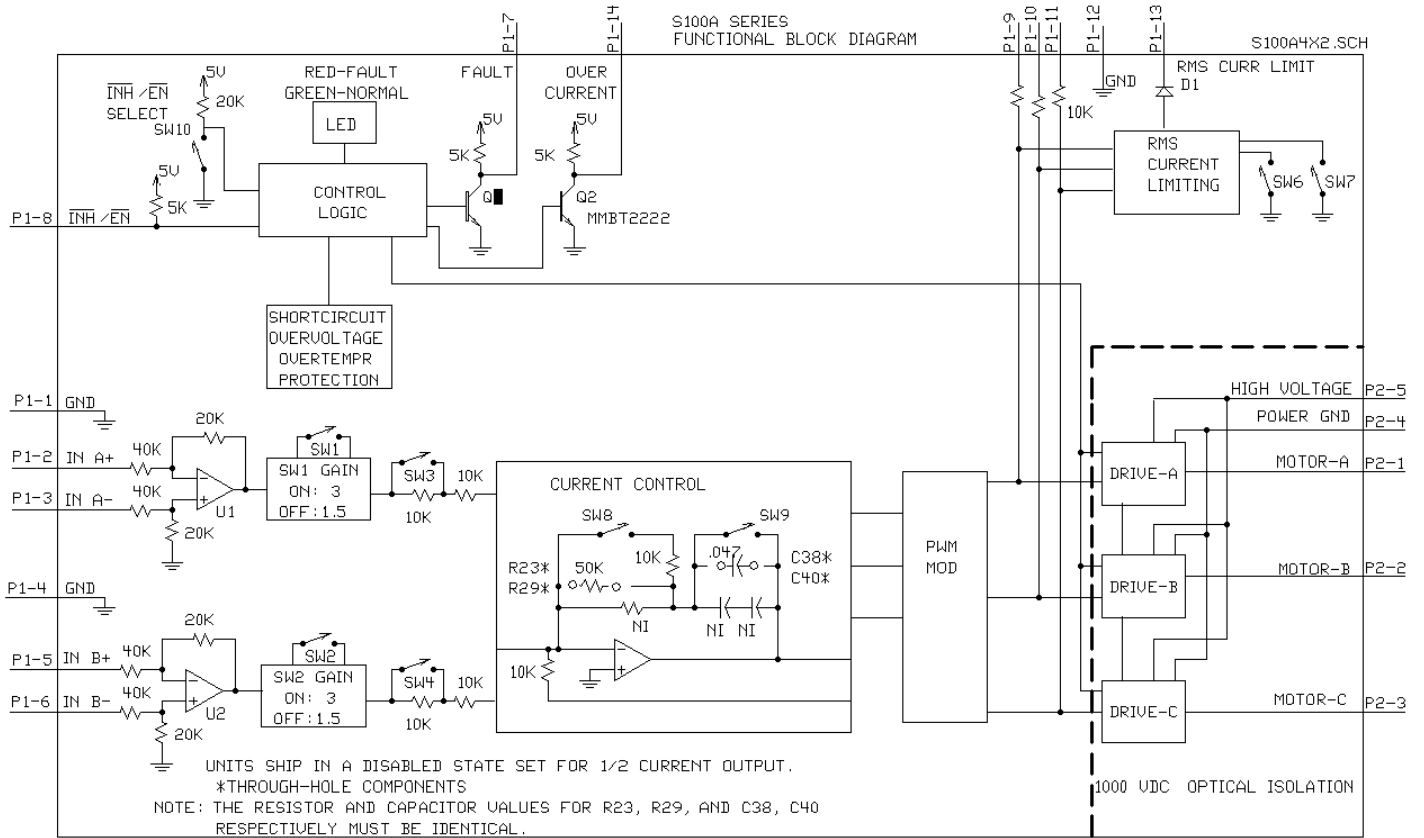 S100A SERIES
FUNCTIONAL BLOCK DIAGRAM
S100A4X2.SCH
P1-7
P1-14
P1-9
P1-10
P1-11
P1-12
P1-13
5V
INH/EN
SELECT
20K
SW10
5V
5K
P1-8 INH/EN
RED-FAULT
GREEN-NORMAL
LED
CONTROL
LOGIC
FAULT
5V
5K
OVER
CURRENT
5V
5K
Q2
MMBT2222
GND
10K
RMS CURR LIMIT
D1
RMS
CURRENT
LIMITING
SW6
SW7
SHORTCIRCUIT
OVERVOLTAGE
OVERTEMPR
PROTECTION
P1-1 GND
20K
40K
P1-2 IN A+
40K
P1-3 IN A-
20K
U1
SW1
SW1 GAIN
ON: 3
OFF:1.5
SW3
10K
10K
P1-4 GND
20K
40K
P1-5 IN B+
40K
P1-6 IN B-
20K
U2
SW2
SW2 GAIN
ON: 3
OFF:1.5
SW4
10K
10K
CURRENT CONTROL
SW8
SW9
R23*
R29*
50K
10K
.047
C38*
C40*
NI
NI NI
10K
PWM
MOD
HIGH VOLTAGE P2-5
POWER GND P2-4
DRIVE-A
MOTOR-A P2-1
DRIVE-B
MOTOR-B P2-2
DRIVE-C
MOTOR-C P2-3
1000 VDC OPTICAL ISOLATION
UNITS SHIP IN A DISABLED STATE SET FOR 1/2 CURRENT OUTPUT.
*THROUGH-HOLE COMPONENTS
NOTE: THE RESISTOR AND CAPACITOR VALUES FOR R23, R29, AND C38, C40
RESPECTIVELY MUST BE IDENTICAL.